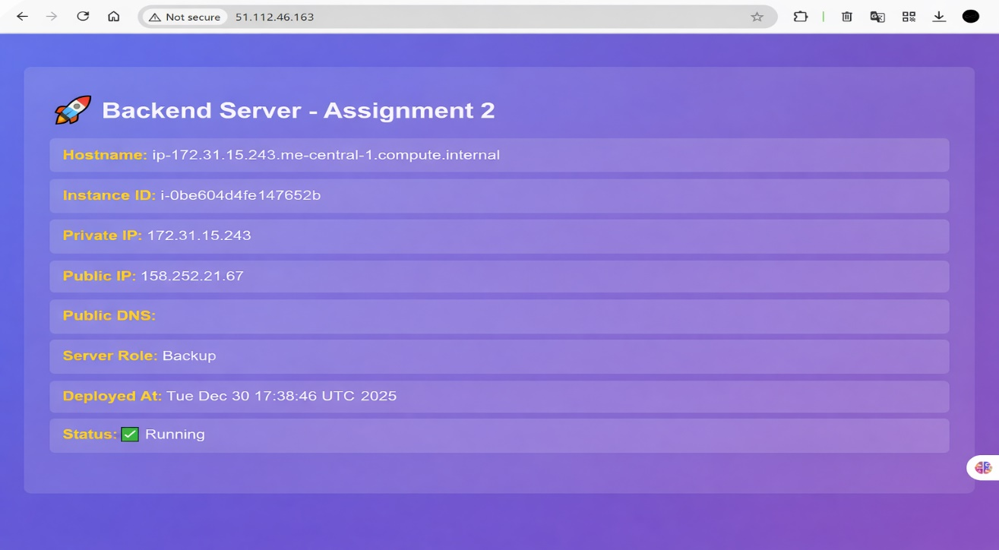 Not secure 51.112.46.163
🚀 Backend Server - Assignment 2
Hostname: ip-172.31.15.243.me-central-1.compute.internal
Instance ID: i-0be604d4fe147652b
Private IP: 172.31.15.243
Public IP: 158.252.21.67
Public DNS:
Server Role: Backup
Deployed At: Tue Dec 30 17:38:46 UTC 2025
Status: ✅ Running